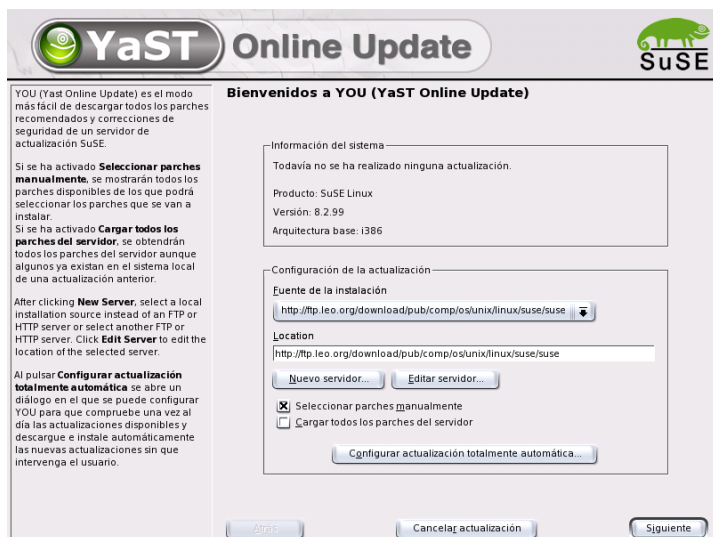 YaST Online Update
SuSE
YOU (Yast Online Update) es el modo
más fácil de descargar todos los parches
recomendados y correcciones de
seguridad de un servidor de
actualización SuSE.
Si se ha activado Seleccionar parches
manualmente, se mostrarán todos los
parches disponibles de los que podrá
seleccionar los parches que se van a
instalar.
Si se ha activado Cargar todos los
parches del servidor, se obtendrán
todos los parches del servidor aunque
algunos ya existan en el sistema local
de una actualización anterior.
After clicking New Server, select a local
installation source instead of an FTP or
HTTP server or select another FTP or
HTTP server. Click Edit Server to edit the
location of the selected server.
Al pulsar Configurar actualización
totalmente automática se abre un
diálogo en el que se puede configurar
YOU para que compruebe una vez al
día las actualizaciones disponibles y
descargue e instale automáticamente
las nuevas actualizaciones sin que
intervenga el usuario.
Bienvenidos a YOU (YaST Online Update)
Información del sistema
Todavía no se ha realizado ninguna actualización.
Producto: SuSE Linux
Versión: 8.2.99
Arquitectura base: i386
Configuración de la actualización
Fuente de la instalación
http://ftp.leo.org/download/pub/comp/os/unix/linux/suse/suse
Location
http://ftp.leo.org/download/pub/comp/os/unix/linux/suse/suse
Nuevo servidor... Editar servidor...
Seleccionar parches manualmente
Cargar todos los parches del servidor
Configurar actualización totalmente automática...
Atrás Cancelar actualización Siguiente